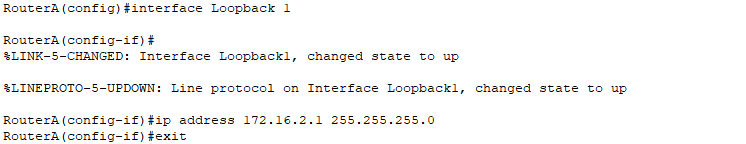 RouterA(config)#interface Loopback 1
RouterA(config-if)#
%LINK-5-CHANGED: Interface Loopback1, changed state to up
%LINEPROTO-5-UPDOWN: Line protocol on Interface Loopback1, changed state to up
RouterA(config-if)#ip address 172.16.2.1 255.255.255.0
RouterA(config-if)#exit